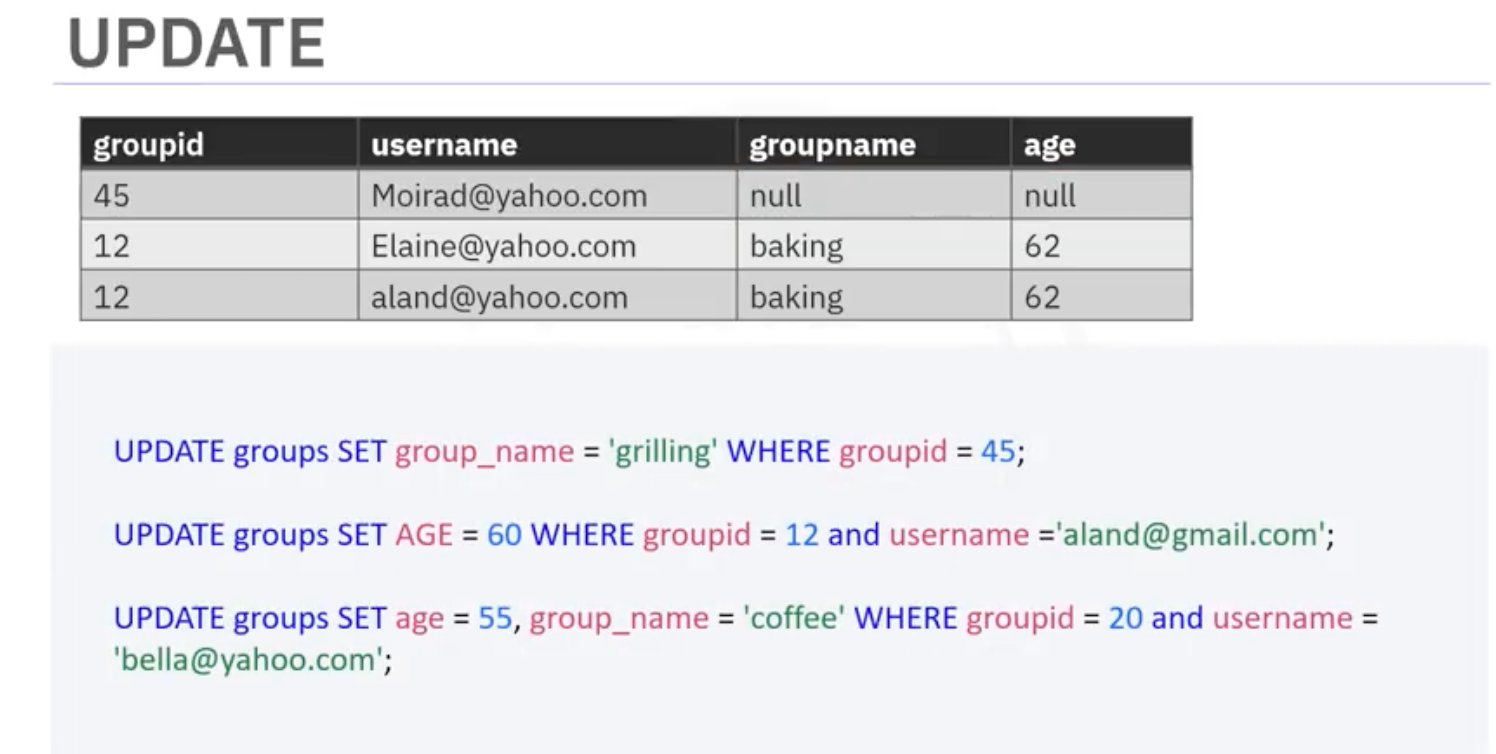 UPDATE
groupid username groupname age
45 Moirad@yahoo.com null null
12 Elaine@yahoo.com baking 62
12 aland@yahoo.com baking 62
UPDATE groups SET group_name = 'grilling' WHERE groupid = 45;
UPDATE groups SET AGE = 60 WHERE groupid = 12 and username ='aland@gmail.com';
UPDATE groups SET age = 55, group_name = 'coffee' WHERE groupid = 20 and username =
'bella@yahoo.com';